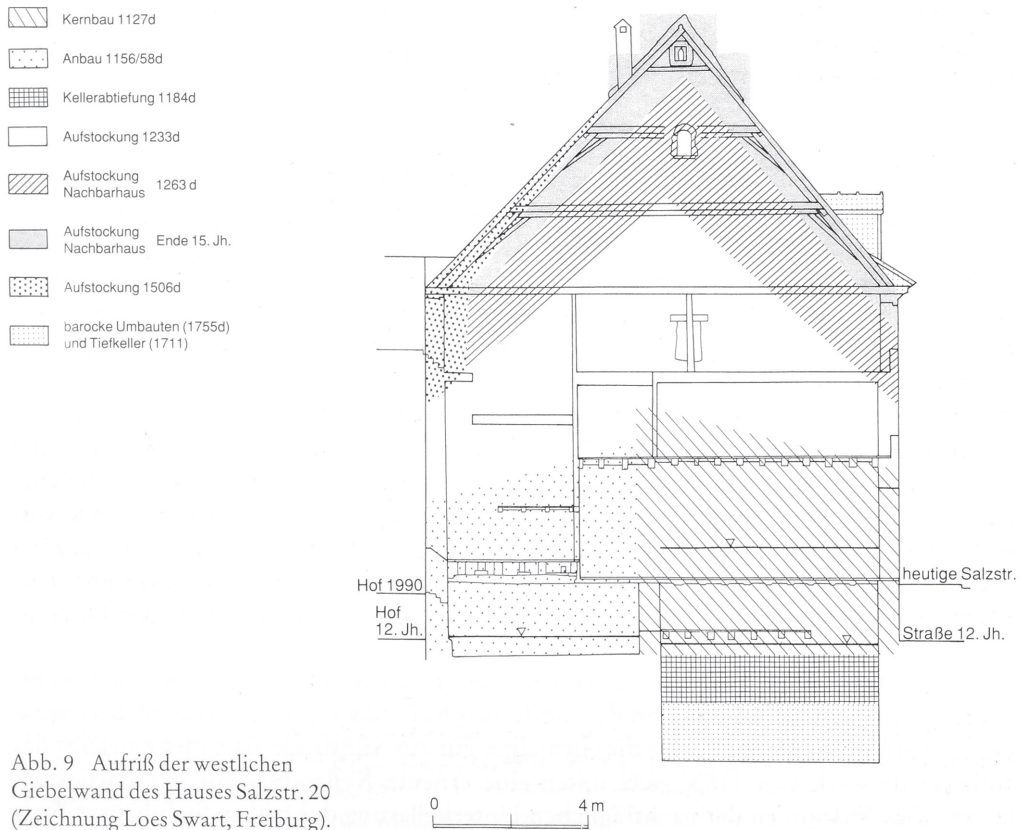 Kernbau 1127d
Anbau 1156/58d
Kellerabtiefung 1184d
Aufstockung 1233d
Aufstockung
Nachbarhaus 1263 d
Aufstockung
Nachbarhaus Ende 15. Jh.
Aufstockung 1506d
barocke Umbauten (1755d)
und Tiefkeller (1711)
Hof 1990
heutige Salzstr.
Hof
12. Jh.
Straße 12. Jh.
Abb. 9 Aufriß der westlichen
Giebelwand des Hauses Salzstr. 20
(Zeichnung Loes Swart, Freiburg).
0 4 m